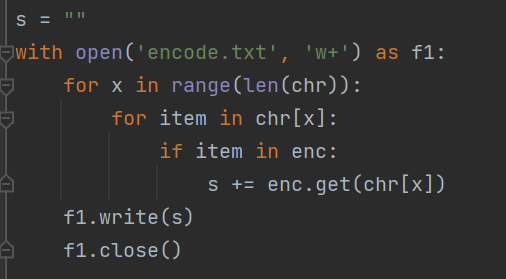 s = ""
with open('encode.txt', 'w+') as f1:
    for x in range(len(chr)):
        for item in chr[x]:
            if item in enc:
                s += enc.get(chr[x])
    f1.write(s)
    f1.close()